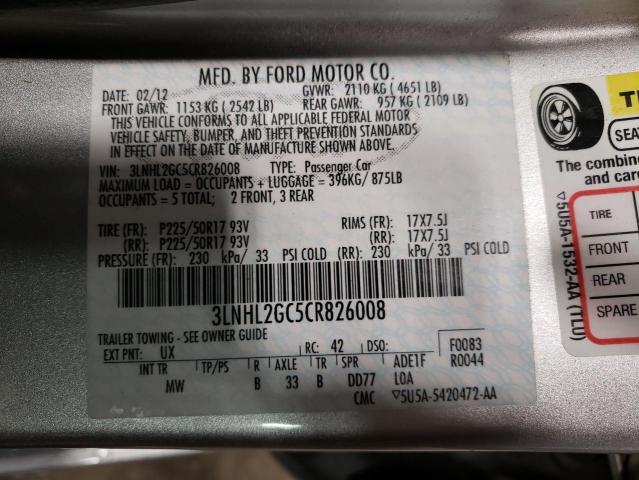 MFD. BY FORD MOTOR CO.
DATE: 02/12 GVWR: 2110 KG ( 4651 LB)
FRONT GAWR: 1153 KG ( 2542 LB) REAR GAWR: 957 KG ( 2109 LB)
THIS VEHICLE CONFORMS TO ALL APPLICABLE FEDERAL MOTOR
VEHICLE SAFETY, BUMPER, AND THEFT PREVENTION STANDARDS
IN EFFECT ON THE DATE OF MANUFACTURE SHOWN ABOVE.
VIN: 3LNHL2GC5CR826008 TYPE: Passenger Car
MAXIMUM LOAD = OCCUPANTS + LUGGAGE = 396KG/ 875LB
OCCUPANTS = 5 TOTAL; 2 FRONT, 3 REAR
TIRE (FR): P225/50R17 93V RIMS (FR): 17X7.5J
(RR): P225/50R17 93V (RR): 17X7.5J
PRESSURE (FR): 230 kPa/ 33 PSI COLD (RR): 230 kPa/ 33 PSI COLD
3LNHL2GC5CR826008
TRAILER TOWING - SEE OWNER GUIDE
EXT PNT: UX RC: 42 DSO: F0083
INT TR TP/PS R AXLE TR SPR ADE1F R0044
MW B 33 B DD77 LOA
CMC ▽5U5A-5420472-AA
TI
SEA
The combin
and car
TIRE
FRONT
REAR
SPARE
▽5U5A-1532-AA (TLU)